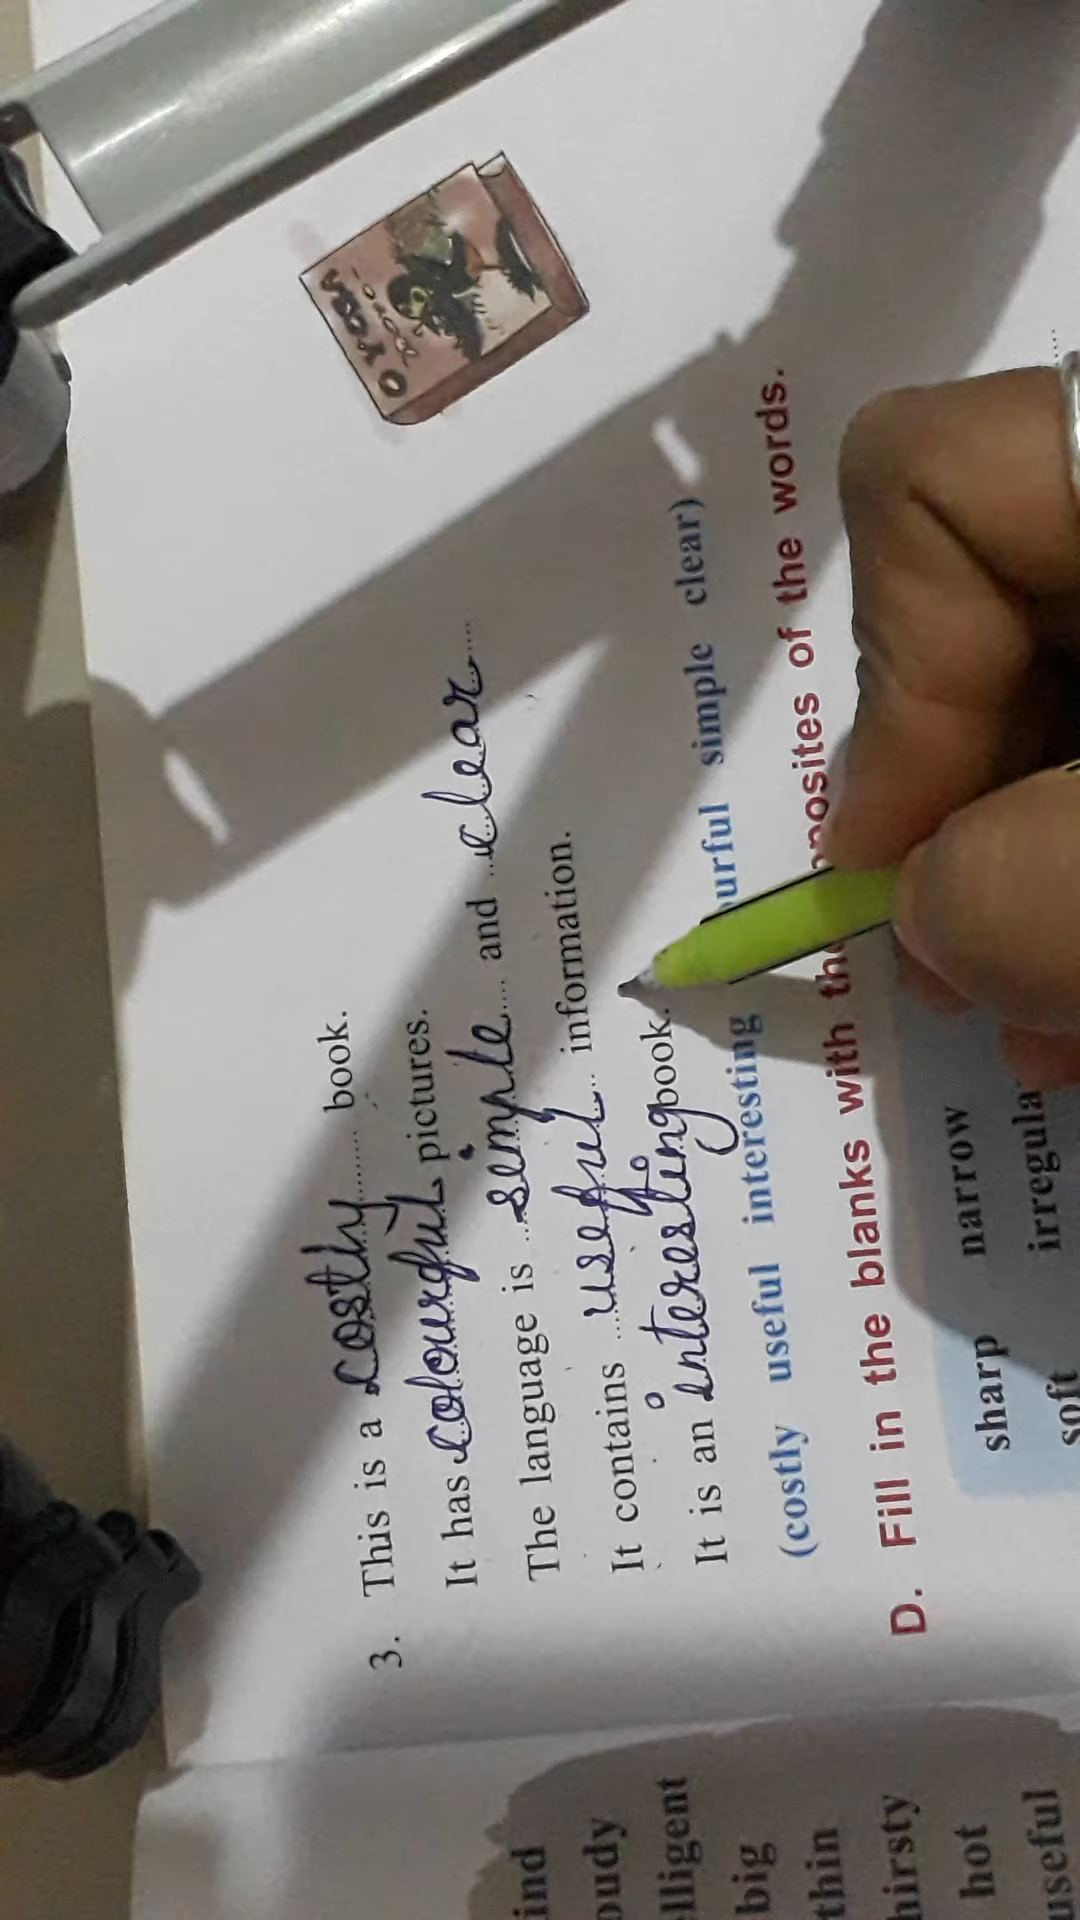 3. This is a costly book.
It has colourful pictures.
The language is simple and clear
It contains useful information.
It is an interesting book.
(costly useful interesting urful simple clear)
D. Fill in the blanks with the opposites of the words.
sharp narrow
soft irregula
ind
oudy
lligent
big
thin
hirsty
hot
useful